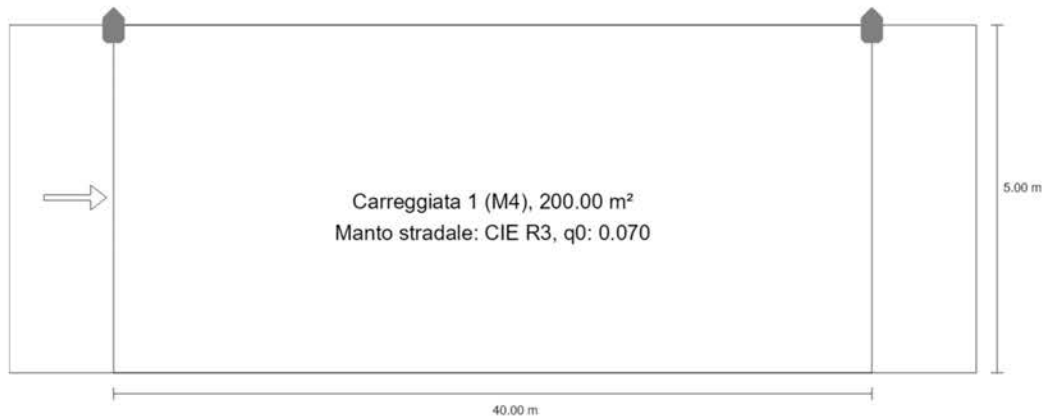 Carreggiata 1 (M4), 200.00 m²
Manto stradale: CIE R3, q0: 0.070
5.00 m
40.00 m